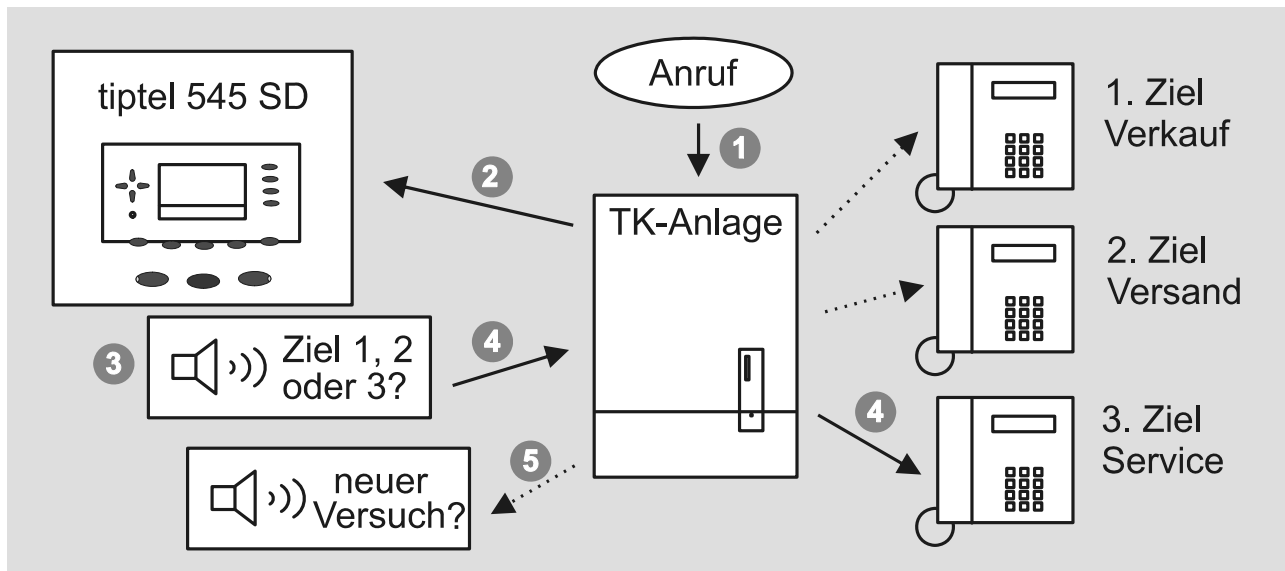 tiptel 545 SD
Anruf
1
2
TK-Anlage
1. Ziel
Verkauf
2. Ziel
Versand
3
Ziel 1, 2
oder 3?
4
4
3. Ziel
Service
5
neuer
Versuch?